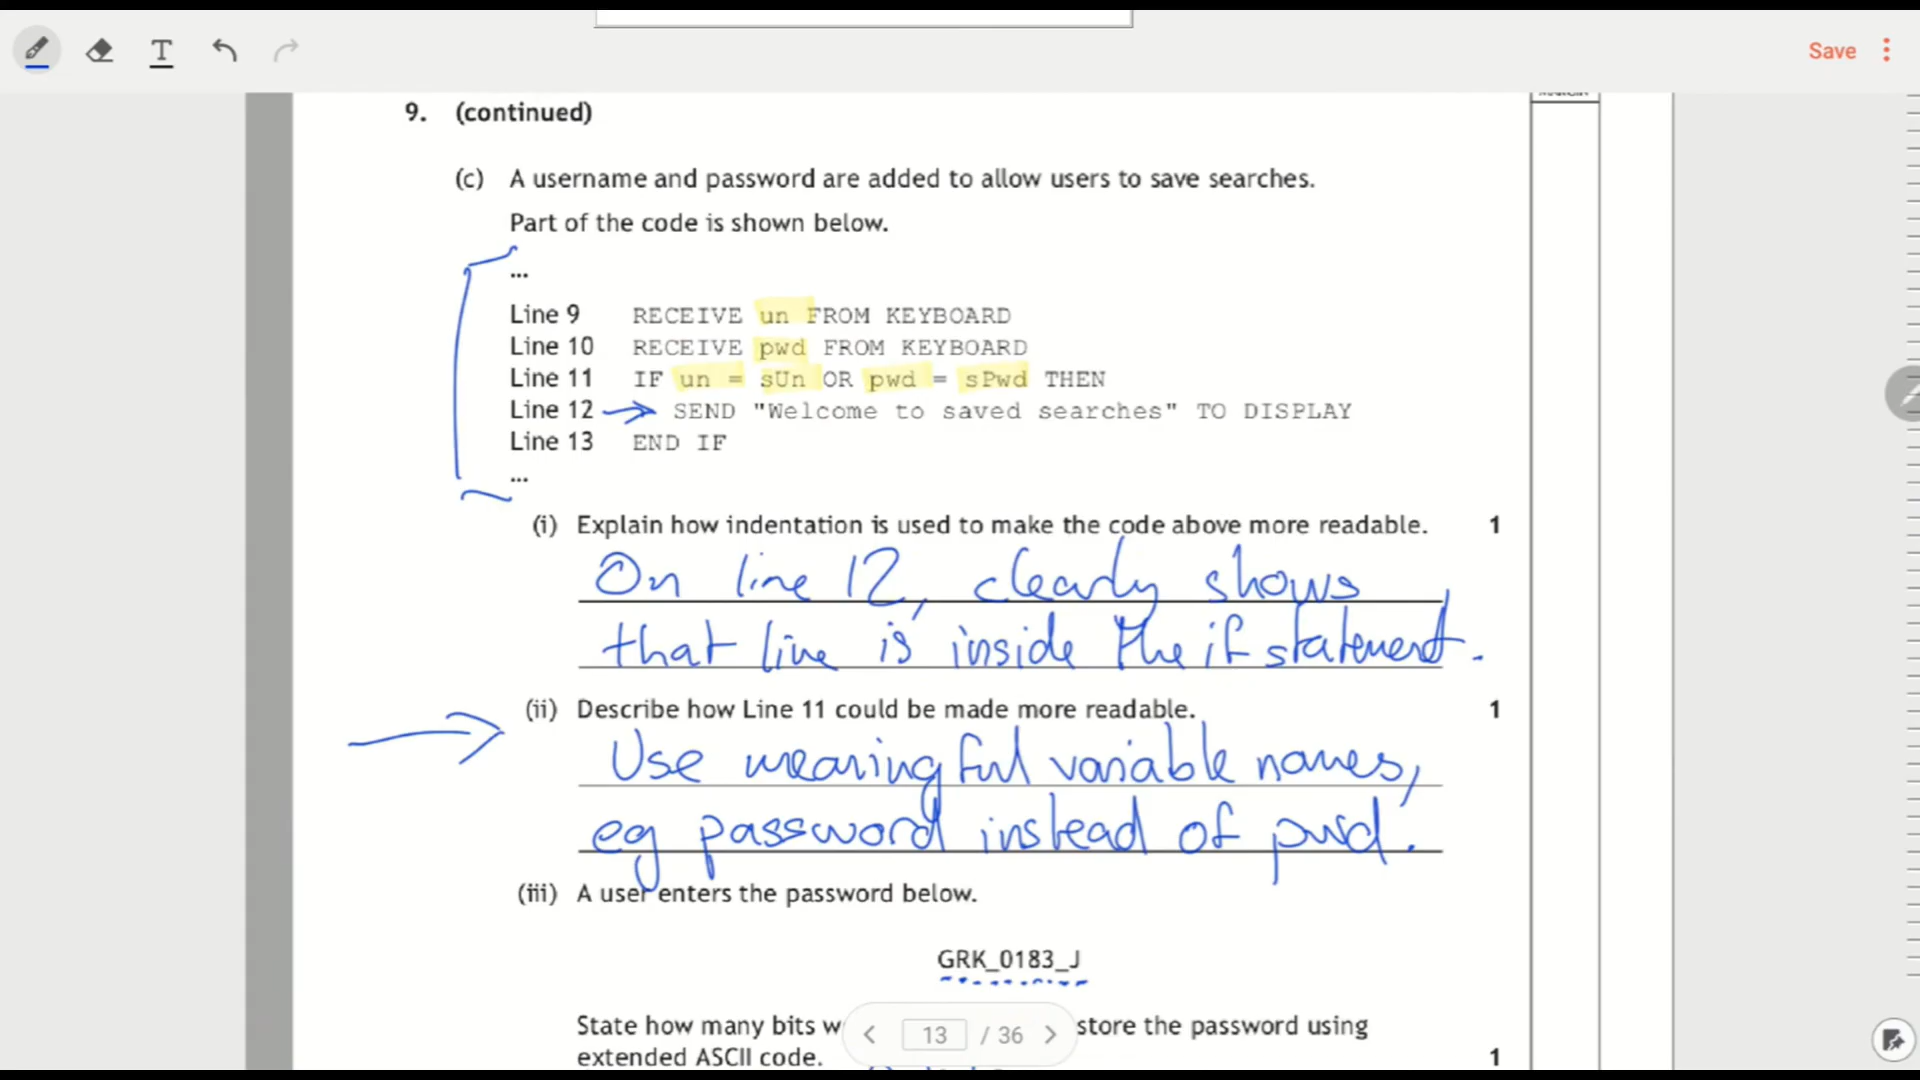 Save
9. (continued)
(c) A username and password are added to allow users to save searches.
Part of the code is shown below.
...
Line 9 RECEIVE un FROM KEYBOARD
Line 10 RECEIVE pwd FROM KEYBOARD
Line 11 IF un = sUn OR pwd = sPwd THEN
Line 12 SEND "Welcome to saved searches" TO DISPLAY
Line 13 END IF
...
(i) Explain how indentation is used to make the code above more readable. 1
On line 12, clearly shows
that line is inside the if statement.
(ii) Describe how Line 11 could be made more readable. 1
Use meaningful variable names,
eg password instead of pwd.
(iii) A user enters the password below.
GRK_0183_J
State how many bits w
13 / 36
store the password using
extended ASCII code. 1